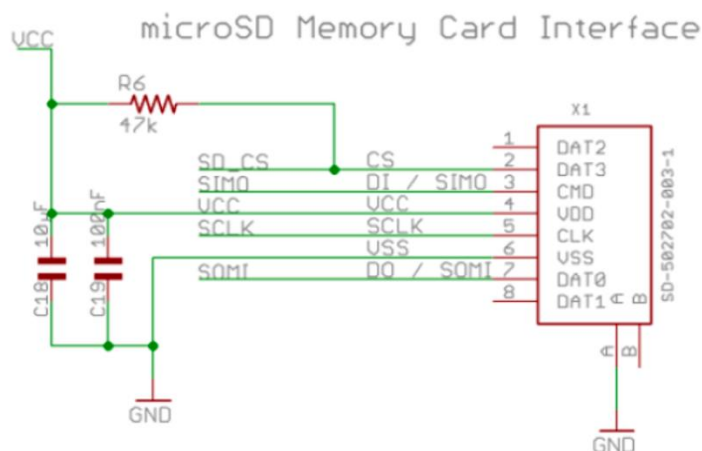 microSD Memory Card Interface
VCC
R6
47k
X1
SD_CS
CS
1
DAT2
2
DAT3
SIMO
DI / SIMO
3
CMD
VCC
VCC
4
VDD
SCLK
SCLK
5
CLK
VSS
6
VSS
SOMI
DO / SOMI
7
DAT0
8
DAT1
A
B
SD-502702-003-1
10µF
C18
100nF
C19
A
B
GND
GND